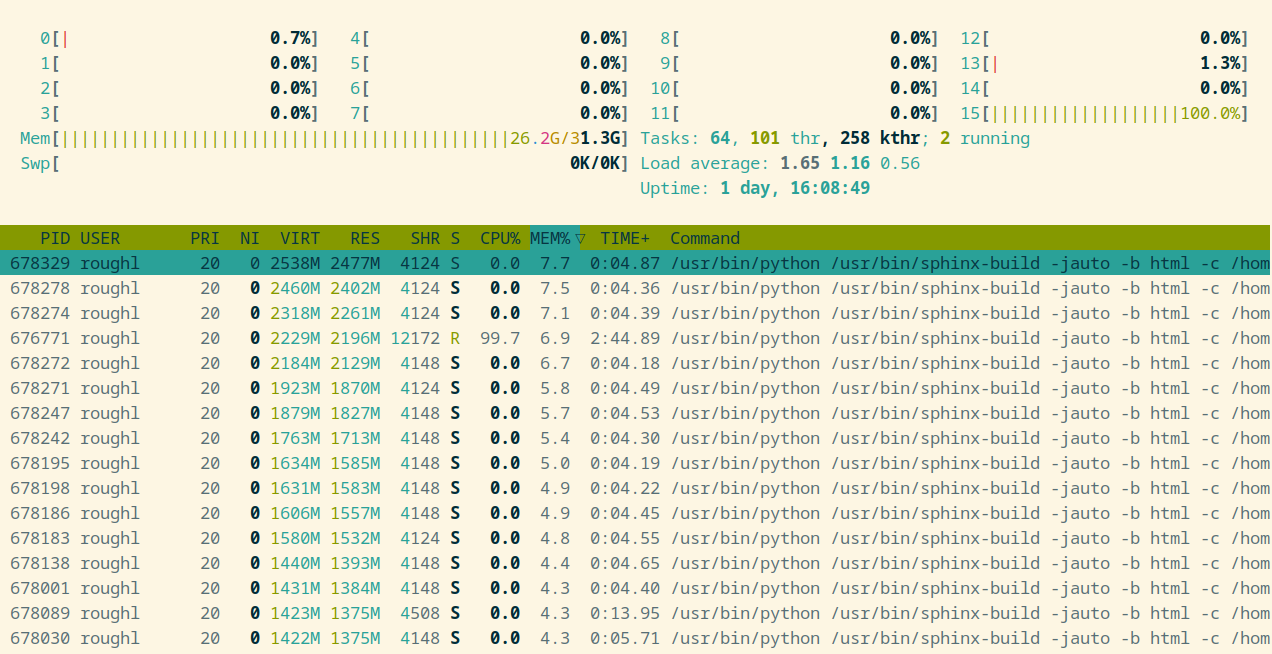 0[| 0.7%] 4[ 0.0%] 8[ 0.0%] 12[ 0.0%]
1[ 0.0%] 5[ 0.0%] 9[ 0.0%] 13[| 1.3%]
2[ 0.0%] 6[ 0.0%] 10[ 0.0%] 14[ 0.0%]
3[ 0.0%] 7[ 0.0%] 11[ 0.0%] 15[|||||||||||||||||||100.0%]
Mem[|||||||||||||||||||||||||||||||||||||||||||||26.2G/31.3G] Tasks: 64, 101 thr, 258 kthr; 2 running
Swp[ 0K/0K] Load average: 1.65 1.16 0.56
Uptime: 1 day, 16:08:49
PID USER PRI NI VIRT RES SHR S CPU% MEM%▽ TIME+ Command
678329 roughl 20 0 2538M 2477M 4124 S 0.0 7.7 0:04.87 /usr/bin/python /usr/bin/sphinx-build -jauto -b html -c /hom
678278 roughl 20 0 2460M 2402M 4124 S 0.0 7.5 0:04.36 /usr/bin/python /usr/bin/sphinx-build -jauto -b html -c /hom
678274 roughl 20 0 2318M 2261M 4124 S 0.0 7.1 0:04.39 /usr/bin/python /usr/bin/sphinx-build -jauto -b html -c /hom
676771 roughl 20 0 2229M 2196M 12172 R 99.7 6.9 2:44.89 /usr/bin/python /usr/bin/sphinx-build -jauto -b html -c /hom
678272 roughl 20 0 2184M 2129M 4148 S 0.0 6.7 0:04.18 /usr/bin/python /usr/bin/sphinx-build -jauto -b html -c /hom
678271 roughl 20 0 1923M 1870M 4124 S 0.0 5.8 0:04.49 /usr/bin/python /usr/bin/sphinx-build -jauto -b html -c /hom
678247 roughl 20 0 1879M 1827M 4148 S 0.0 5.7 0:04.53 /usr/bin/python /usr/bin/sphinx-build -jauto -b html -c /hom
678242 roughl 20 0 1763M 1713M 4148 S 0.0 5.4 0:04.30 /usr/bin/python /usr/bin/sphinx-build -jauto -b html -c /hom
678195 roughl 20 0 1634M 1585M 4148 S 0.0 5.0 0:04.19 /usr/bin/python /usr/bin/sphinx-build -jauto -b html -c /hom
678198 roughl 20 0 1631M 1583M 4148 S 0.0 4.9 0:04.22 /usr/bin/python /usr/bin/sphinx-build -jauto -b html -c /hom
678186 roughl 20 0 1606M 1557M 4148 S 0.0 4.9 0:04.45 /usr/bin/python /usr/bin/sphinx-build -jauto -b html -c /hom
678183 roughl 20 0 1580M 1532M 4124 S 0.0 4.8 0:04.55 /usr/bin/python /usr/bin/sphinx-build -jauto -b html -c /hom
678138 roughl 20 0 1440M 1393M 4148 S 0.0 4.4 0:04.65 /usr/bin/python /usr/bin/sphinx-build -jauto -b html -c /hom
678001 roughl 20 0 1431M 1384M 4148 S 0.0 4.3 0:04.40 /usr/bin/python /usr/bin/sphinx-build -jauto -b html -c /hom
678089 roughl 20 0 1423M 1375M 4508 S 0.0 4.3 0:13.95 /usr/bin/python /usr/bin/sphinx-build -jauto -b html -c /hom
678030 roughl 20 0 1422M 1375M 4148 S 0.0 4.3 0:05.71 /usr/bin/python /usr/bin/sphinx-build -jauto -b html -c /hom